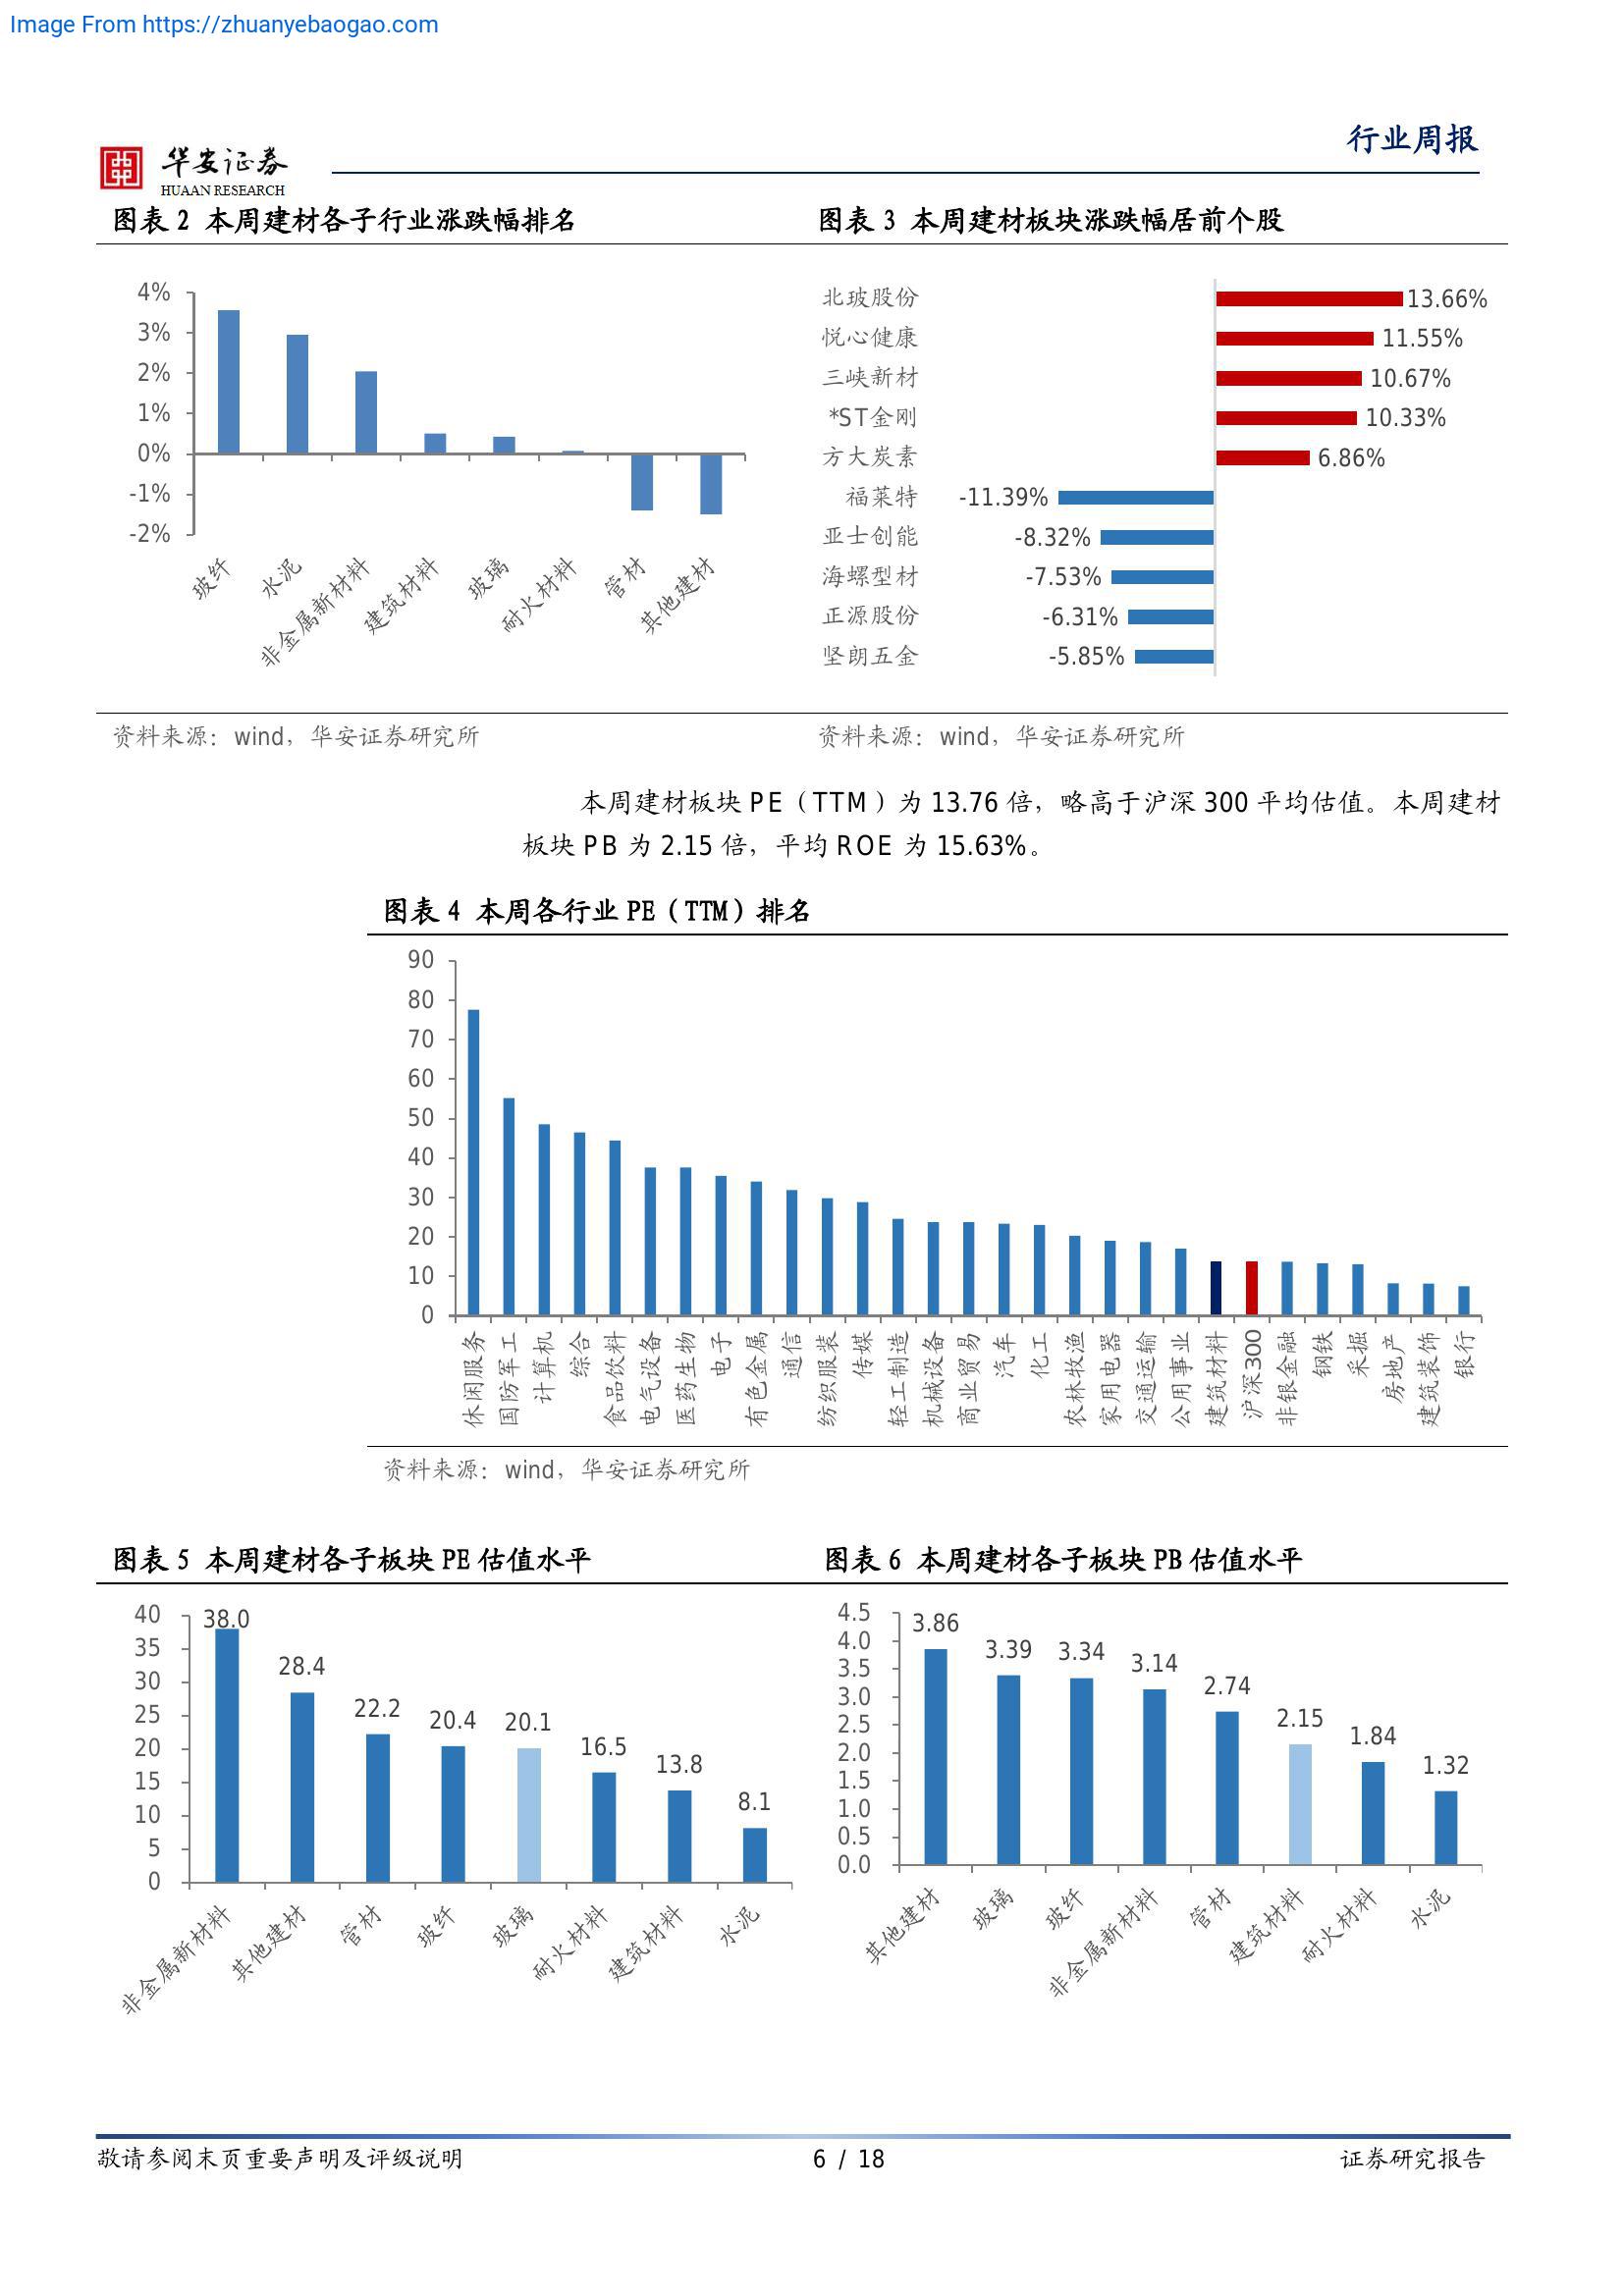 Image From https://zhuanyebaogao.com
行业周报
华安证券
HUAAN RESEARCH
图表 2 本周建材各子行业涨跌幅排名
4%
3%
2%
1%
0%
-1%
-2%
玻纤
水泥
非金属新材料
建筑材料
玻璃
耐火材料
管材
其他建材
资料来源：wind，华安证券研究所
图表 3 本周建材板块涨跌幅居前个股
北玻股份 13.66%
悦心健康 11.55%
三峡新材 10.67%
*ST金刚 10.33%
方大炭素 6.86%
福莱特 -11.39%
亚士创能 -8.32%
海螺型材 -7.53%
正源股份 -6.31%
坚朗五金 -5.85%
资料来源：wind，华安证券研究所
本周建材板块 PE（TTM）为 13.76 倍，略高于沪深 300 平均估值。本周建材
板块 PB 为 2.15 倍，平均 ROE 为 15.63%。
图表 4 本周各行业 PE（TTM）排名
90
80
70
60
50
40
30
20
10
0
休闲服务
国防军工
计算机
综合
食品饮料
电气设备
医药生物
电子
有色金属
通信
纺织服装
传媒
轻工制造
机械设备
商业贸易
汽车
化工
农林牧渔
家用电器
交通运输
公用事业
建筑材料
沪深300
非银金融
钢铁
采掘
房地产
建筑装饰
银行
资料来源：wind，华安证券研究所
图表 5 本周建材各子板块 PE 估值水平
40
35
30
25
20
15
10
5
0
38.0
28.4
22.2
20.4
20.1
16.5
13.8
8.1
非金属新材料
其他建材
管材
玻纤
玻璃
耐火材料
建筑材料
水泥
图表 6 本周建材各子板块 PB 估值水平
4.5
4.0
3.5
3.0
2.5
2.0
1.5
1.0
0.5
0.0
3.86
3.39
3.34
3.14
2.74
2.15
1.84
1.32
其他建材
玻璃
玻纤
非金属新材料
管材
建筑材料
耐火材料
水泥
敬请参阅末页重要声明及评级说明
6 / 18
证券研究报告